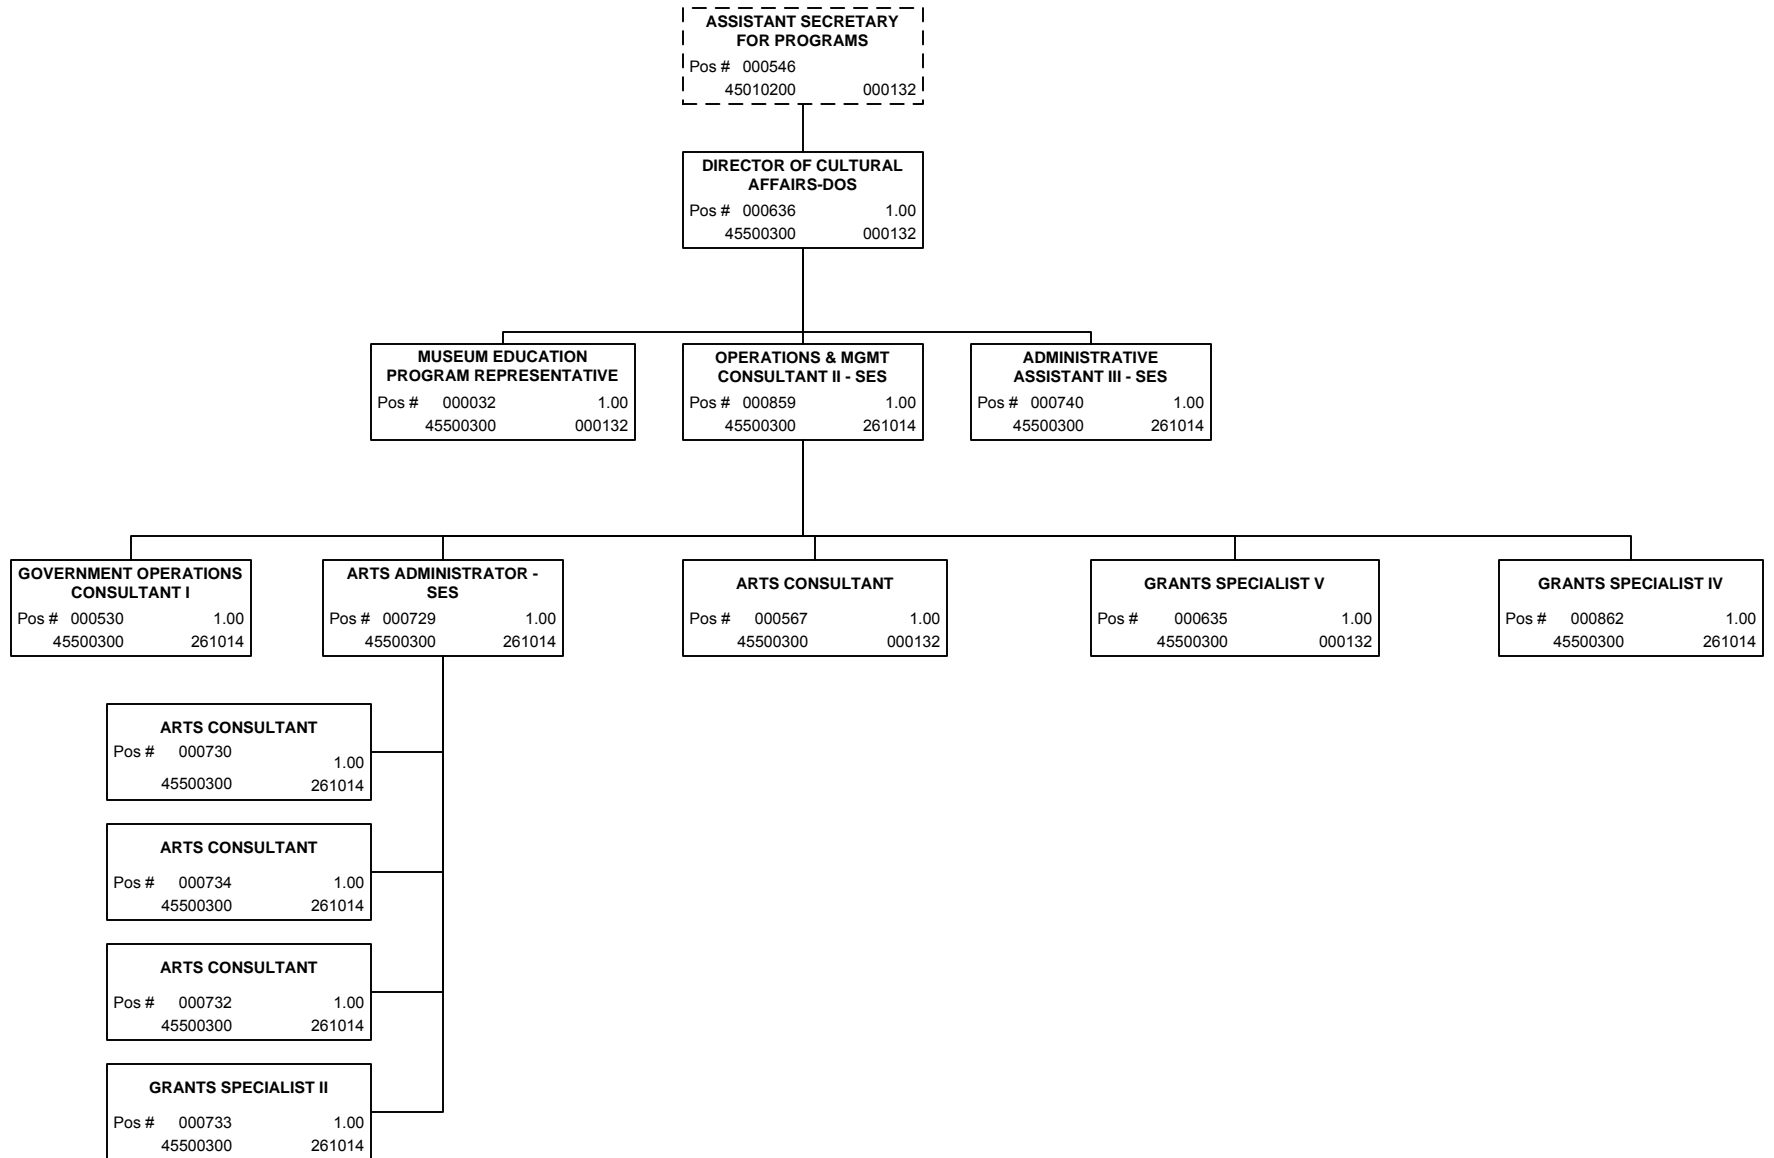 ASSISTANT SECRETARY
FOR PROGRAMS
Pos # 000546
45010200 000132
DIRECTOR OF CULTURAL
AFFAIRS-DOS
Pos # 000636 1.00
45500300 000132
MUSEUM EDUCATION
PROGRAM REPRESENTATIVE
Pos # 000032 1.00
45500300 000132
OPERATIONS & MGMT
CONSULTANT II - SES
Pos # 000859 1.00
45500300 261014
ADMINISTRATIVE
ASSISTANT III - SES
Pos # 000740 1.00
45500300 261014
GOVERNMENT OPERATIONS
CONSULTANT I
Pos # 000530 1.00
45500300 261014
ARTS ADMINISTRATOR -
SES
Pos # 000729 1.00
45500300 261014
ARTS CONSULTANT
Pos # 000567 1.00
45500300 000132
GRANTS SPECIALIST V
Pos # 000635 1.00
45500300 000132
GRANTS SPECIALIST IV
Pos # 000862 1.00
45500300 261014
ARTS CONSULTANT
Pos # 000730
1.00
45500300 261014
ARTS CONSULTANT
Pos # 000734 1.00
45500300 261014
ARTS CONSULTANT
Pos # 000732 1.00
45500300 261014
GRANTS SPECIALIST II
Pos # 000733 1.00
45500300 261014